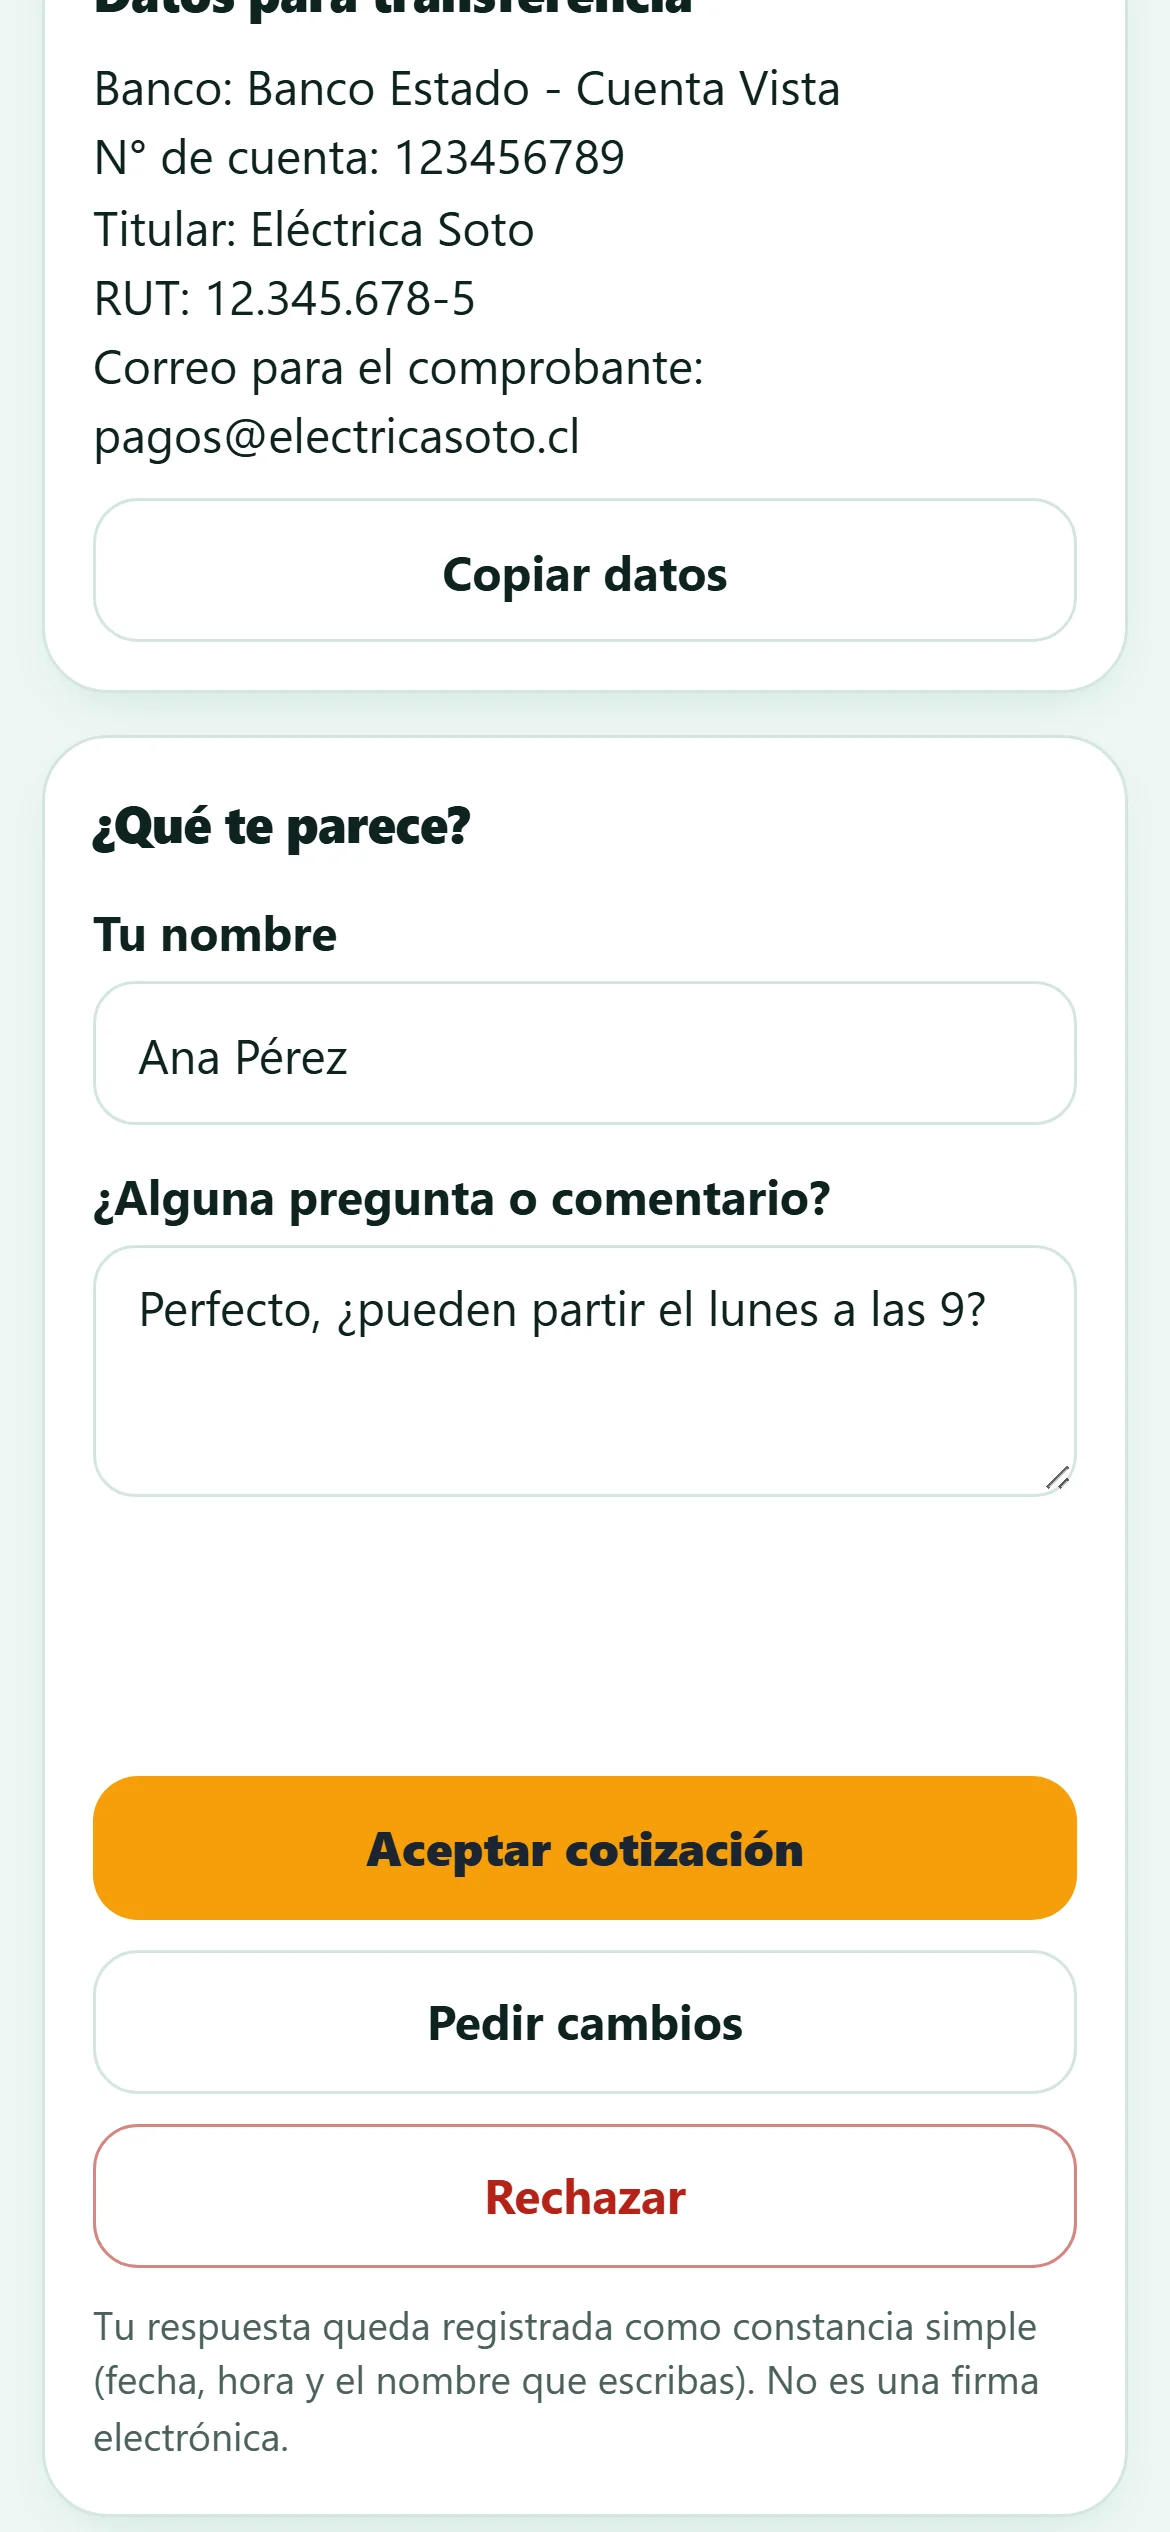 Datos para transferencia
Banco: Banco Estado - Cuenta Vista
N° de cuenta: 123456789
Titular: Eléctrica Soto
RUT: 12.345.678-5
Correo para el comprobante:
pagos@electricasoto.cl
Copiar datos
¿Qué te parece?
Tu nombre
Ana Pérez
¿Alguna pregunta o comentario?
Perfecto, ¿pueden partir el lunes a las 9?
Aceptar cotización
Pedir cambios
Rechazar
Tu respuesta queda registrada como constancia simple
(fecha, hora y el nombre que escribas). No es una firma
electrónica.